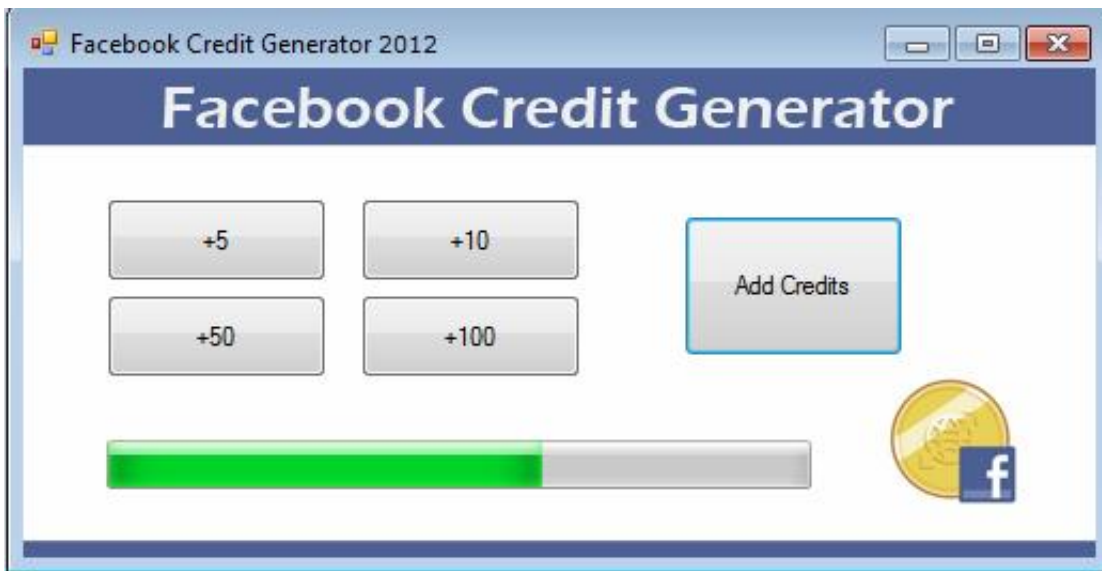 Facebook Credit Generator 2012
Facebook Credit Generator
+5
+10
Add Credits
+50
+100
f